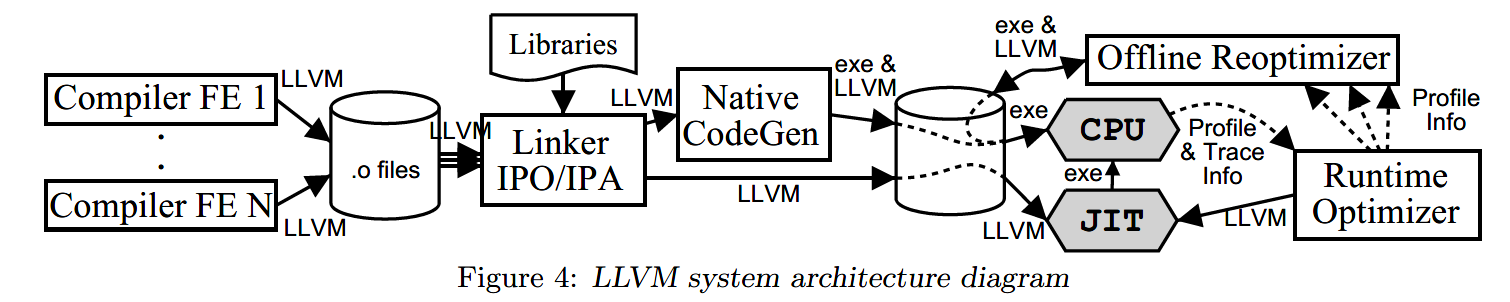 Compiler FE 1
.
.
.
Compiler FE N
LLVM
LLVM
.o files
LLVM
Libraries
Linker
IPO/IPA
LLVM
Native
CodeGen
exe &
LLVM
LLVM
exe &
LLVM
Offline Reoptimizer
exe
CPU
exe
JIT
LLVM
Profile
& Trace
Info
Profile
Info
Runtime
Optimizer
LLVM
Figure 4: LLVM system architecture diagram